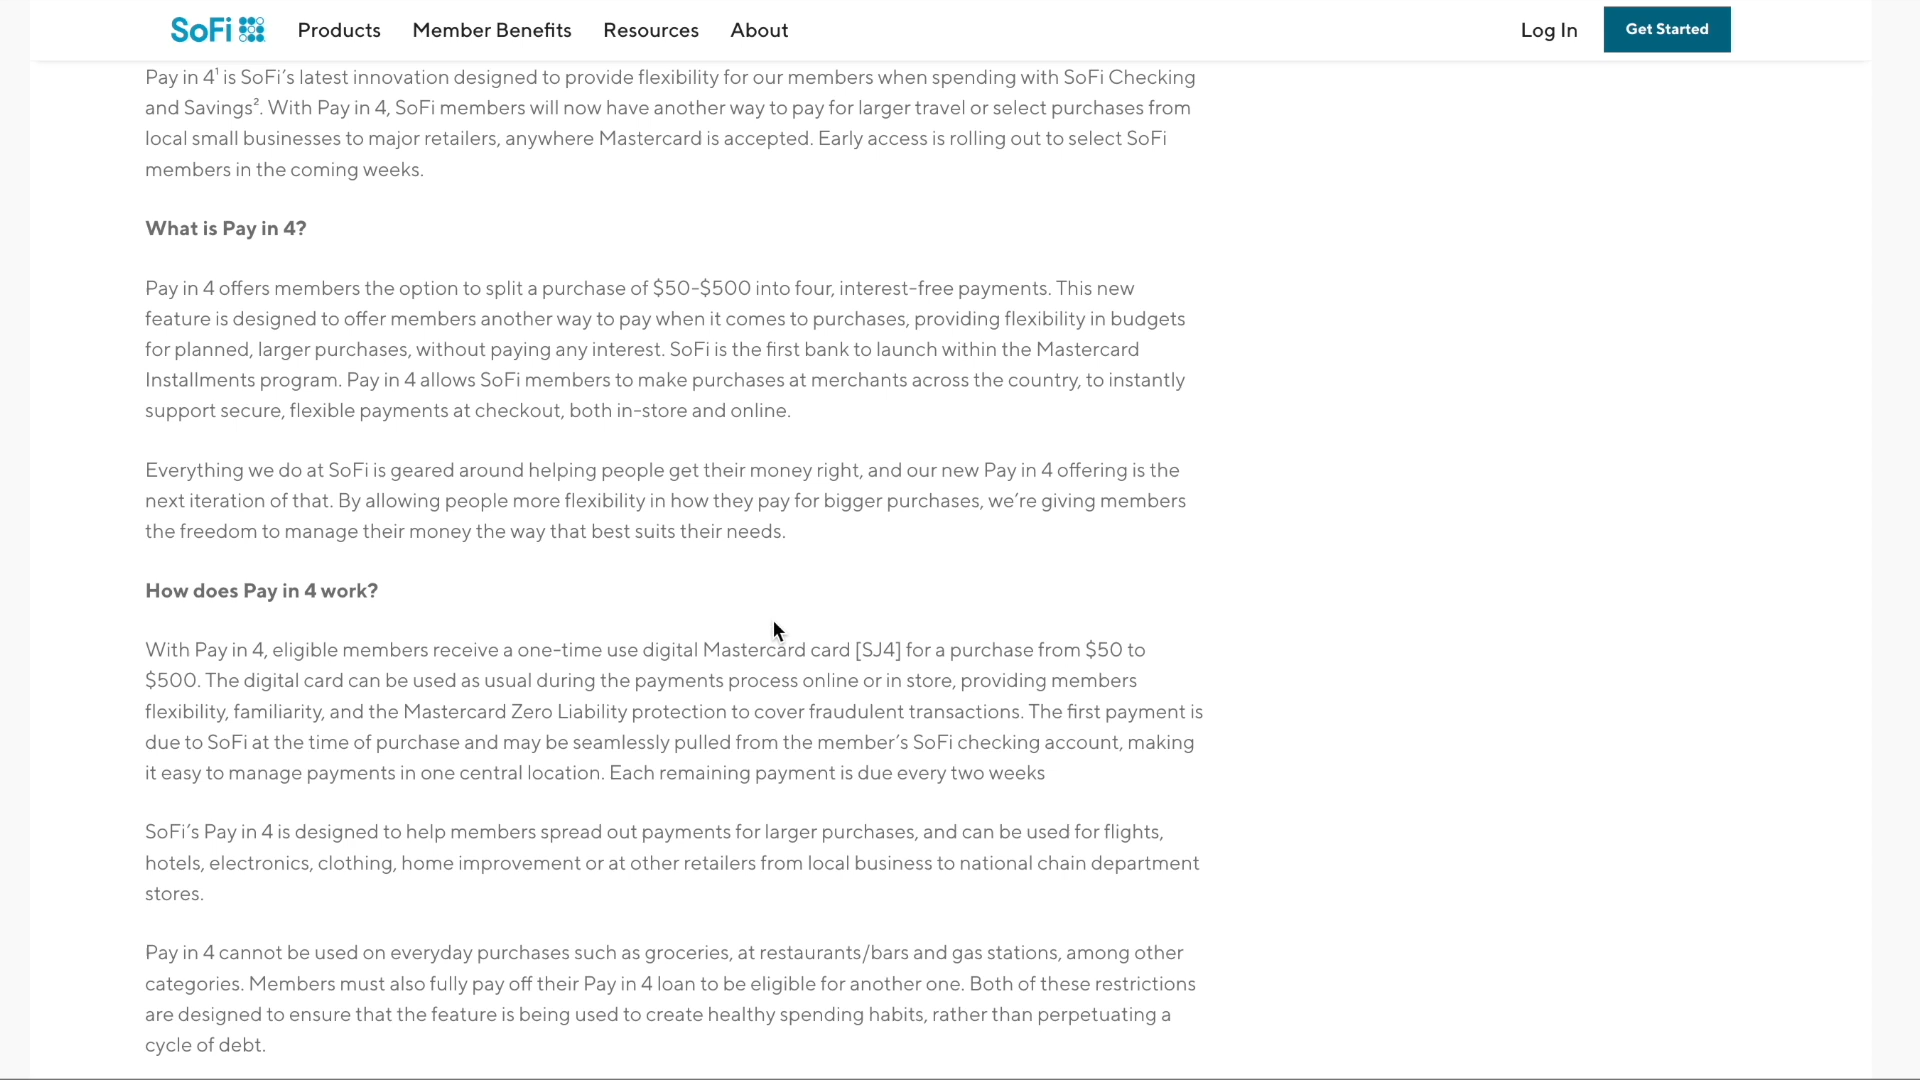 SoFi Products Member Benefits Resources About Log In Get Started
Pay in 4¹ is SoFi's latest innovation designed to provide flexibility for our members when spending with SoFi Checking
and Savings². With Pay in 4, SoFi members will now have another way to pay for larger travel or select purchases from
local small businesses to major retailers, anywhere Mastercard is accepted. Early access is rolling out to select SoFi
members in the coming weeks.
What is Pay in 4?
Pay in 4 offers members the option to split a purchase of $50-$500 into four, interest-free payments. This new
feature is designed to offer members another way to pay when it comes to purchases, providing flexibility in budgets
for planned, larger purchases, without paying any interest. SoFi is the first bank to launch within the Mastercard
Installments program. Pay in 4 allows SoFi members to make purchases at merchants across the country, to instantly
support secure, flexible payments at checkout, both in-store and online.
Everything we do at SoFi is geared around helping people get their money right, and our new Pay in 4 offering is the
next iteration of that. By allowing people more flexibility in how they pay for bigger purchases, we're giving members
the freedom to manage their money the way that best suits their needs.
How does Pay in 4 work?
With Pay in 4, eligible members receive a one-time use digital Mastercard card [SJ4] for a purchase from $50 to
$500. The digital card can be used as usual during the payments process online or in store, providing members
flexibility, familiarity, and the Mastercard Zero Liability protection to cover fraudulent transactions. The first payment is
due to SoFi at the time of purchase and may be seamlessly pulled from the member's SoFi checking account, making
it easy to manage payments in one central location. Each remaining payment is due every two weeks
SoFi's Pay in 4 is designed to help members spread out payments for larger purchases, and can be used for flights,
hotels, electronics, clothing, home improvement or at other retailers from local business to national chain department
stores.
Pay in 4 cannot be used on everyday purchases such as groceries, at restaurants/bars and gas stations, among other
categories. Members must also fully pay off their Pay in 4 loan to be eligible for another one. Both of these restrictions
are designed to ensure that the feature is being used to create healthy spending habits, rather than perpetuating a
cycle of debt.